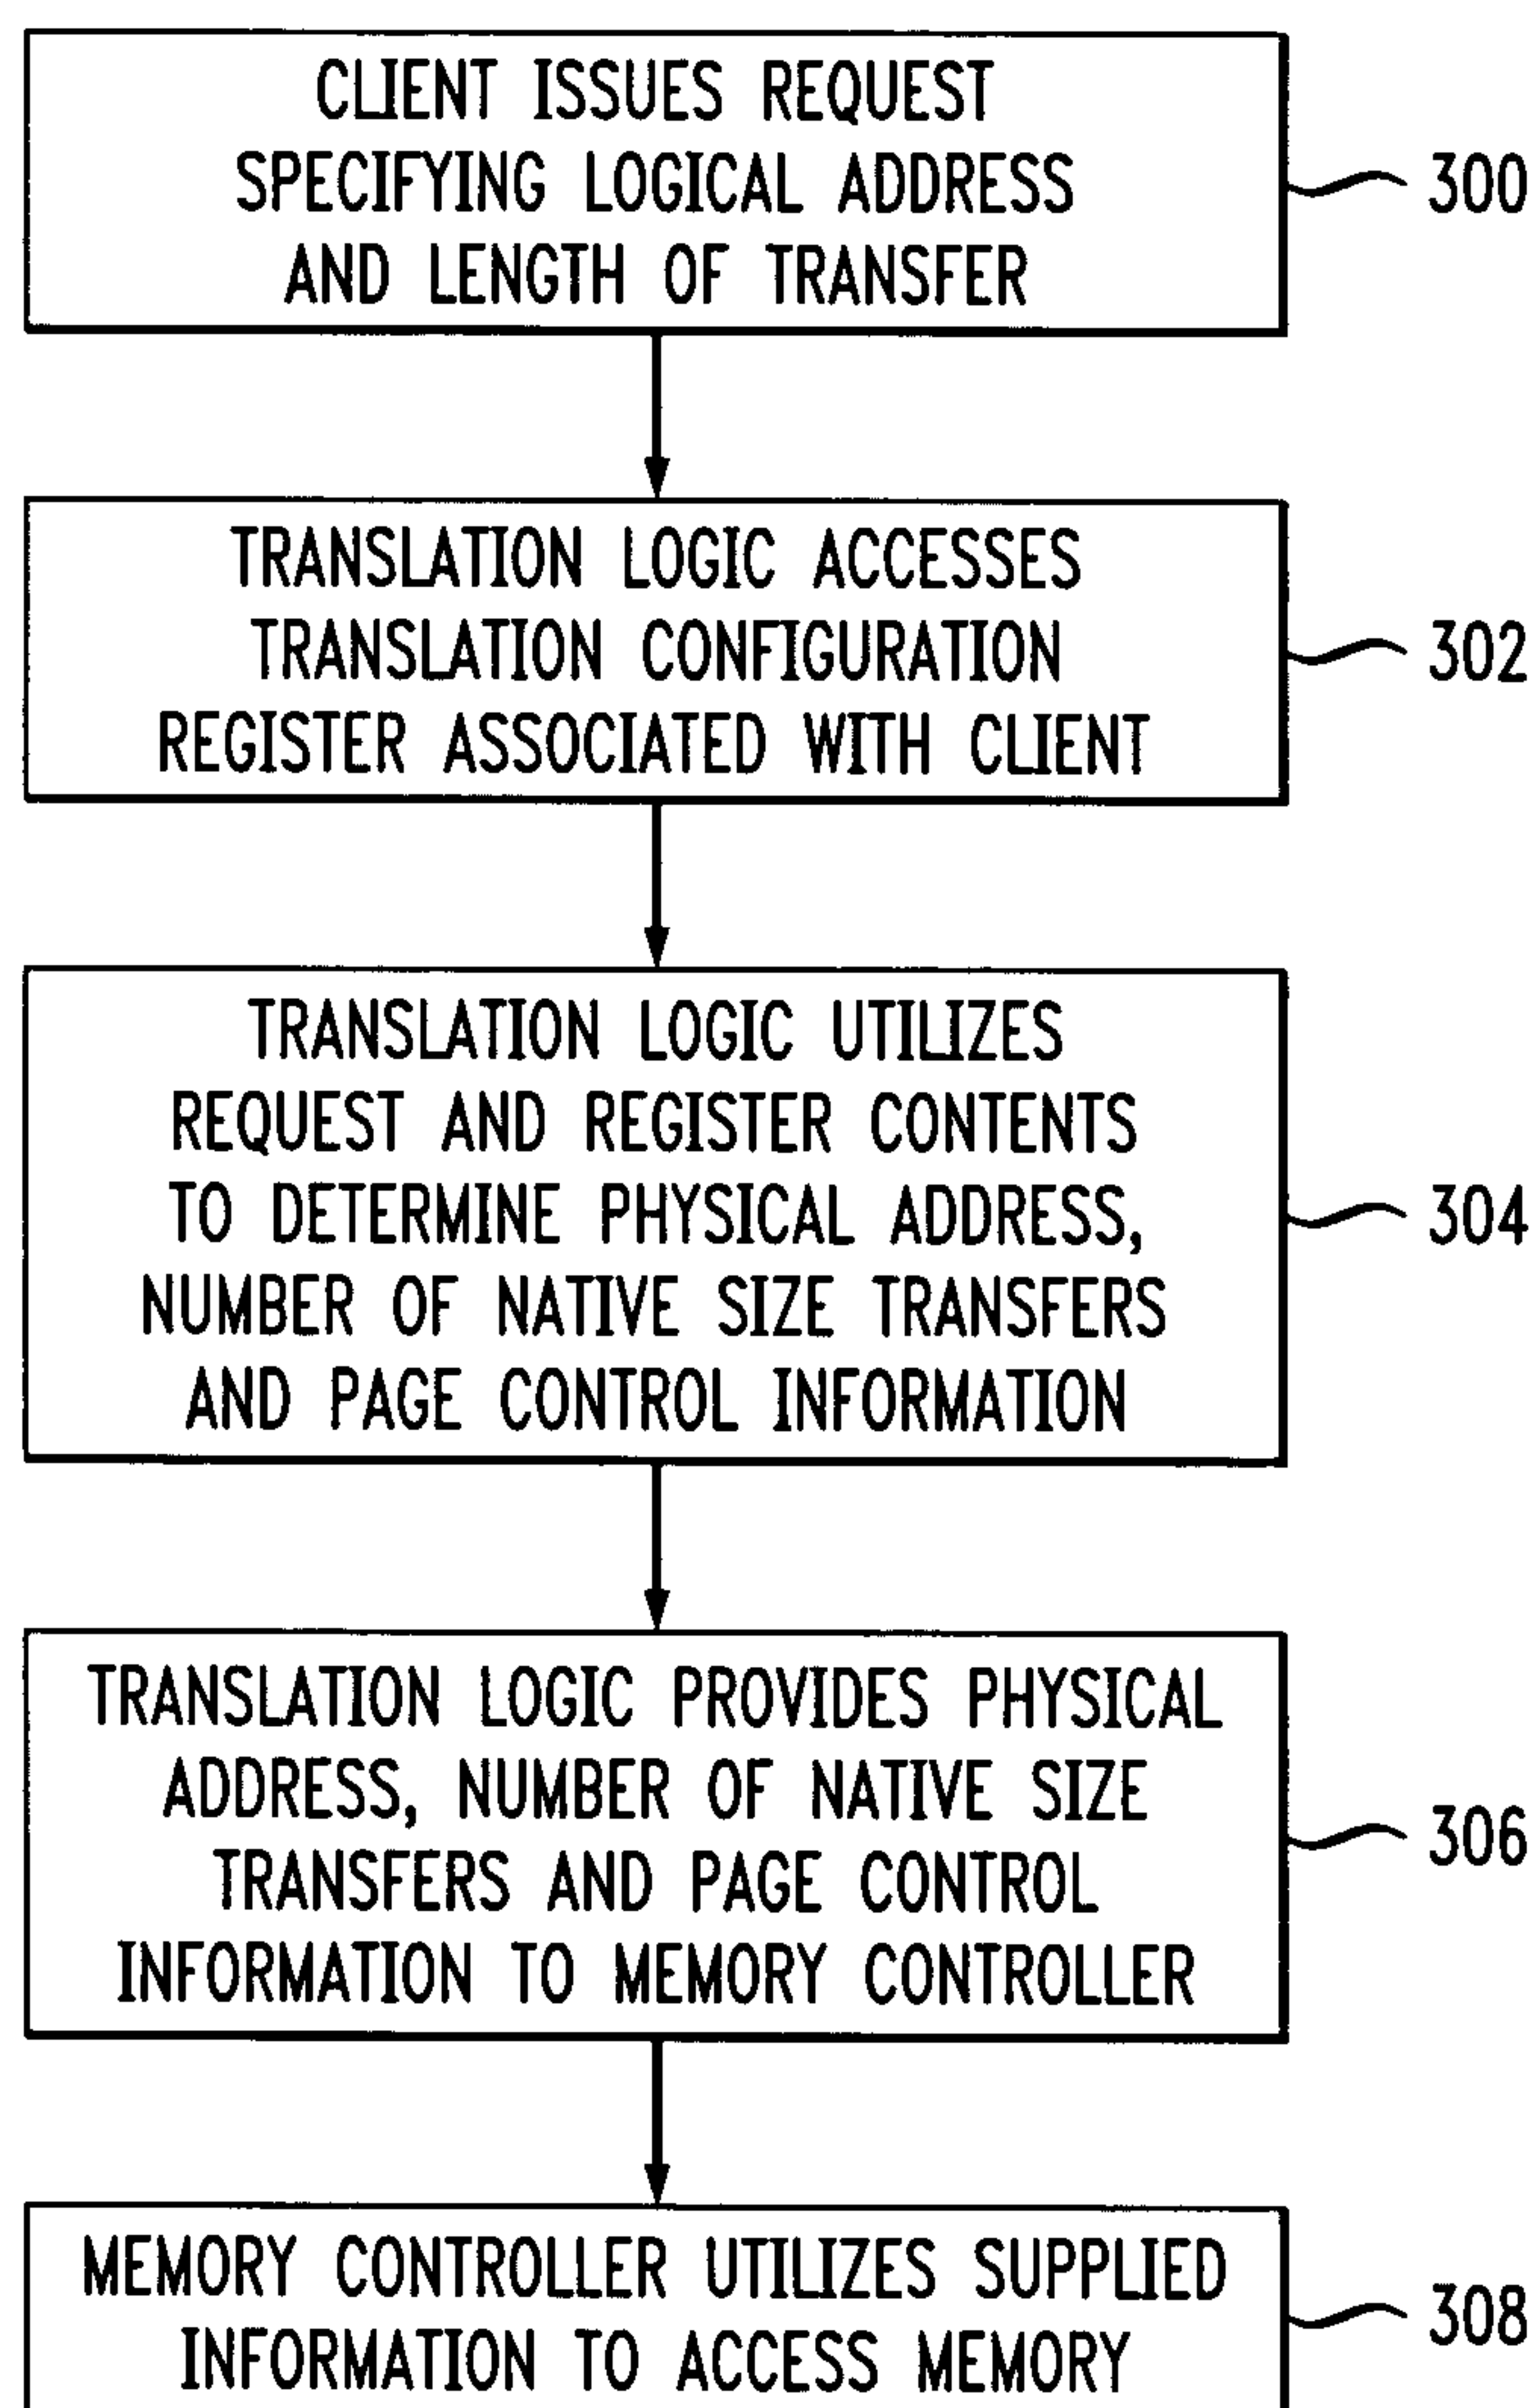 CLIENT ISSUES REQUEST
SPECIFYING LOGICAL ADDRESS
AND LENGTH OF TRANSFER
300
TRANSLATION LOGIC ACCESSES
TRANSLATION CONFIGURATION
REGISTER ASSOCIATED WITH CLIENT
302
TRANSLATION LOGIC UTILIZES
REQUEST AND REGISTER CONTENTS
TO DETERMINE PHYSICAL ADDRESS,
NUMBER OF NATIVE SIZE TRANSFERS
AND PAGE CONTROL INFORMATION
304
TRANSLATION LOGIC PROVIDES PHYSICAL
ADDRESS, NUMBER OF NATIVE SIZE
TRANSFERS AND PAGE CONTROL
INFORMATION TO MEMORY CONTROLLER
306
MEMORY CONTROLLER UTILIZES SUPPLIED
INFORMATION TO ACCESS MEMORY
308